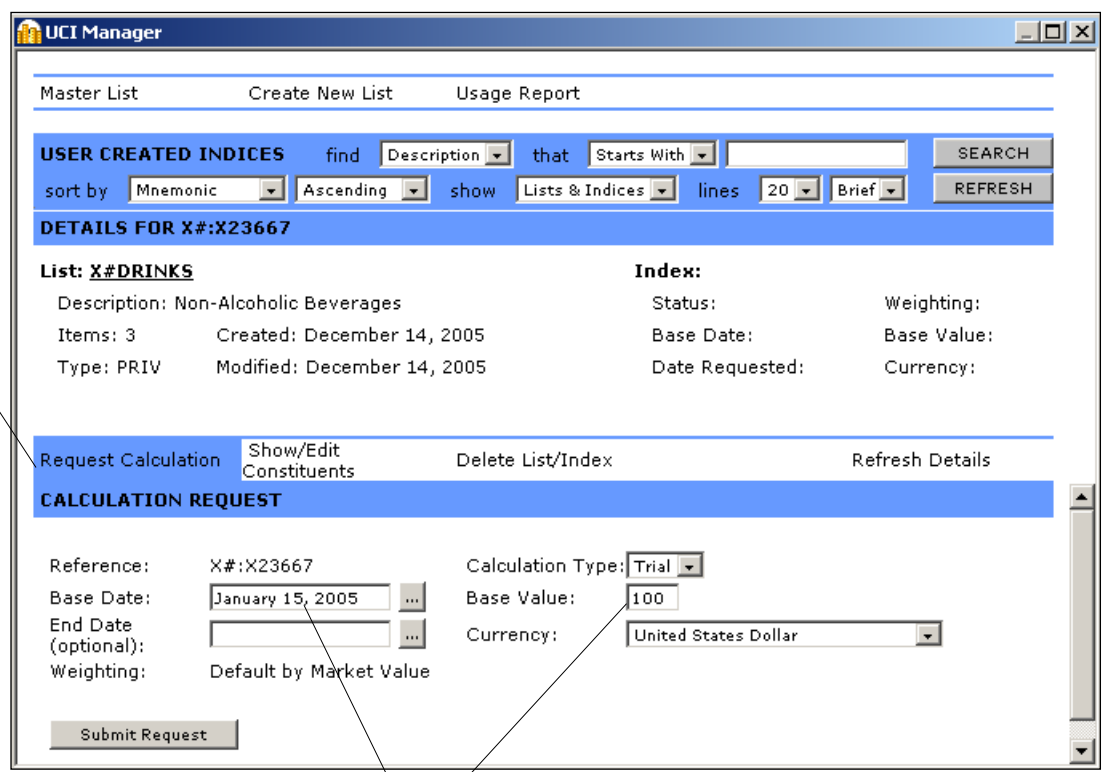 UCI Manager
Master List Create New List Usage Report
USER CREATED INDICES find Description that Starts With SEARCH
sort by Mnemonic Ascending show Lists & Indices lines 20 Brief REFRESH
DETAILS FOR X#:X23667
List: X#DRINKS Index:
Description: Non-Alcoholic Beverages Status: Weighting:
Items: 3 Created: December 14, 2005 Base Date: Base Value:
Type: PRIV Modified: December 14, 2005 Date Requested: Currency:
Request Calculation Show/Edit Constituents Delete List/Index Refresh Details
CALCULATION REQUEST
Reference: X#:X23667 Calculation Type: Trial
Base Date: January 15, 2005 ... Base Value: 100
End Date (optional): ... Currency: United States Dollar
Weighting: Default by Market Value
Submit Request